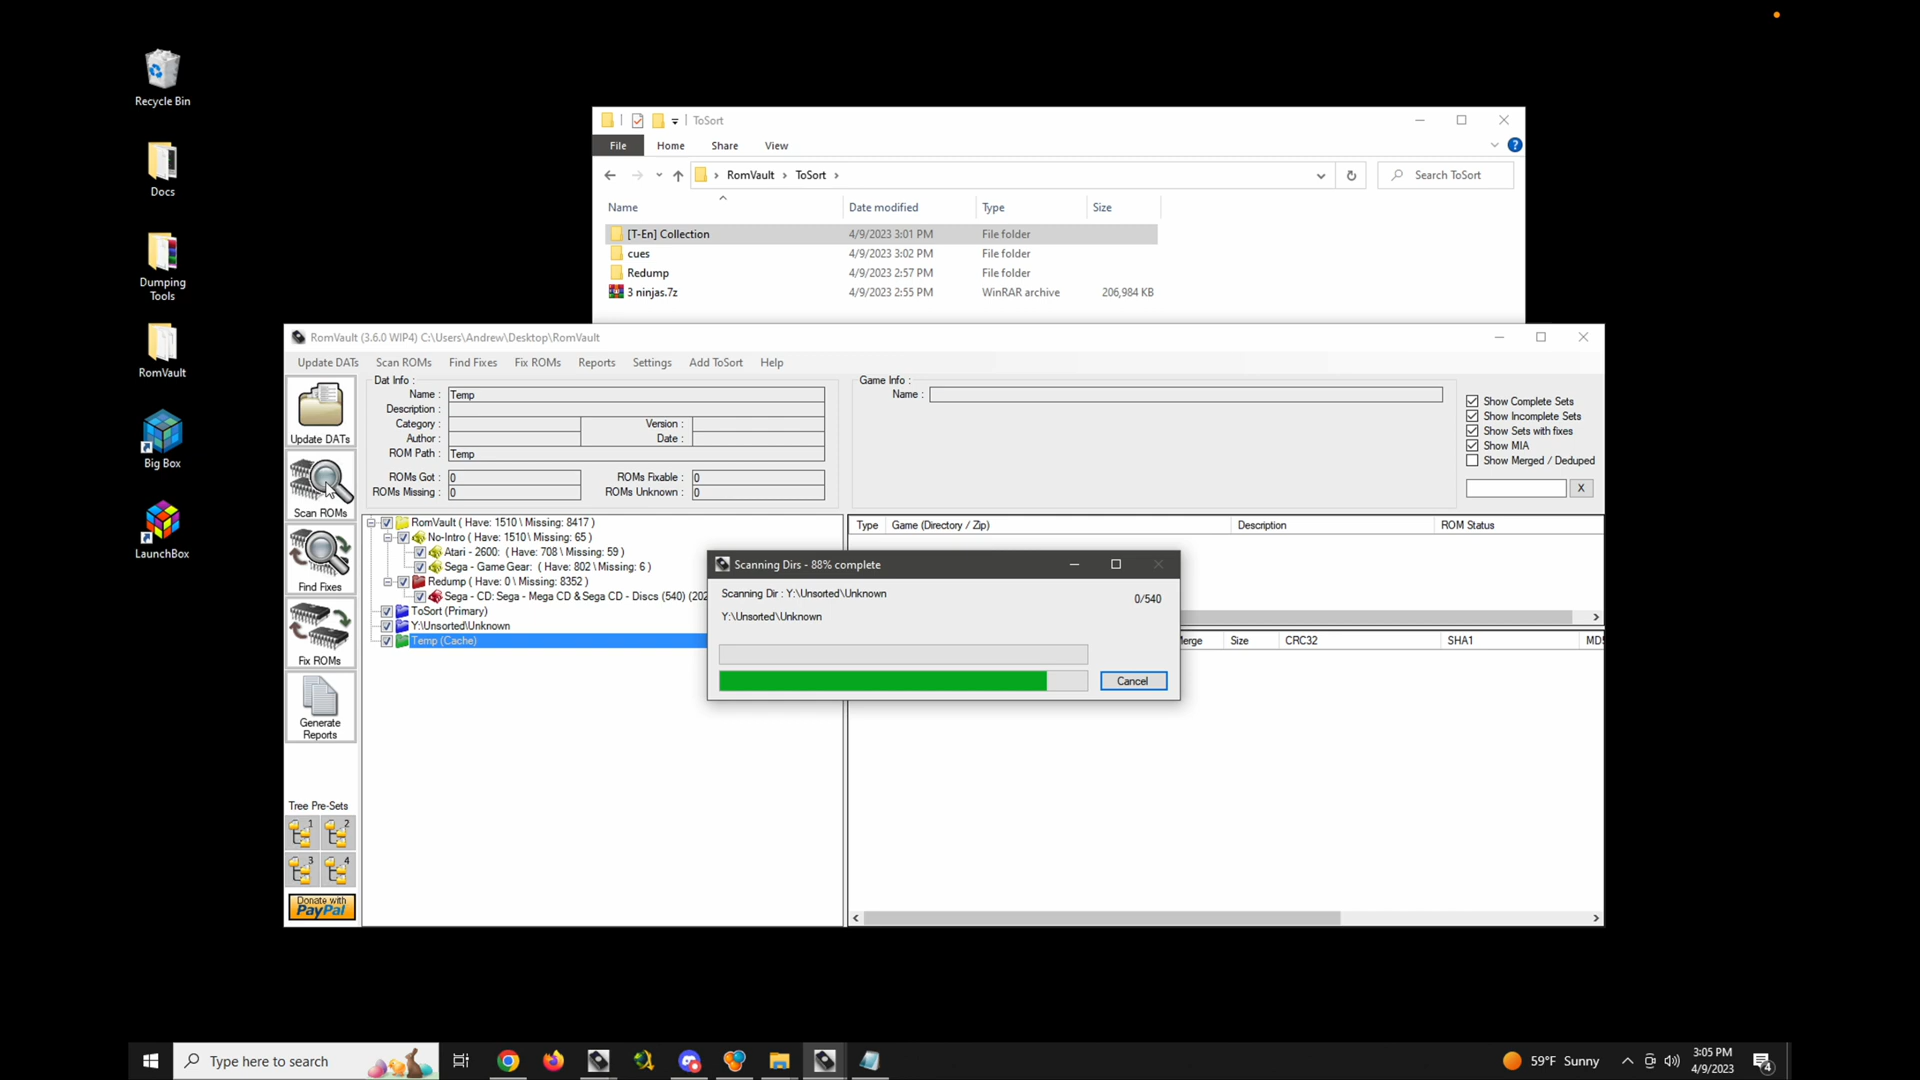 Recycle Bin
Docs
Dumping
Tools
RomVault
Big Box
LaunchBox
ToSort
File
Home
Share
View
RomVault
ToSort
Search ToSort
Name
Date modified
Type
Size
[T-En] Collection
4/9/2023 3:01 PM
File folder
cues
4/9/2023 3:02 PM
File folder
Redump
4/9/2023 2:57 PM
File folder
3 ninjas.7z
4/9/2023 2:55 PM
WinRAR archive
206,984 KB
RomVault (3.6.0 WIP4) C:\Users\Andrew\Desktop\RomVault
Update DATs
Scan ROMs
Find Fixes
Fix ROMs
Reports
Settings
Add ToSort
Help
Update DATs
Scan ROMs
Find Fixes
Fix ROMs
Generate
Reports
Tree Pre-Sets
1
2
3
4
Donate with
PayPal
Dat Info :
Name : Temp
Description :
Category :
Version :
Author :
Date :
ROM Path : Temp
ROMs Got : 0
ROMs Fixable : 0
ROMs Missing : 0
ROMs Unknown : 0
Game Info :
Name :
Show Complete Sets
Show Incomplete Sets
Show Sets with fixes
Show MIA
Show Merged / Deduped
X
RomVault ( Have: 1510 \ Missing: 8417 )
No-Intro ( Have: 1510 \ Missing: 65 )
Atari - 2600: ( Have: 708 \ Missing: 59 )
Sega - Game Gear: ( Have: 802 \ Missing: 6 )
Redump ( Have: 0 \ Missing: 8352 )
Sega - CD: Sega - Mega CD & Sega CD - Discs (540) (202
ToSort (Primary)
Y:\Unsorted\Unknown
Temp (Cache)
Type
Game (Directory / Zip)
Description
ROM Status
Merge
Size
CRC32
SHA1
MD5
Scanning Dirs - 88% complete
Scanning Dir : Y:\Unsorted\Unknown
0/540
Y:\Unsorted\Unknown
Cancel
Type here to search
59°F Sunny
3:05 PM
4/9/2023
4